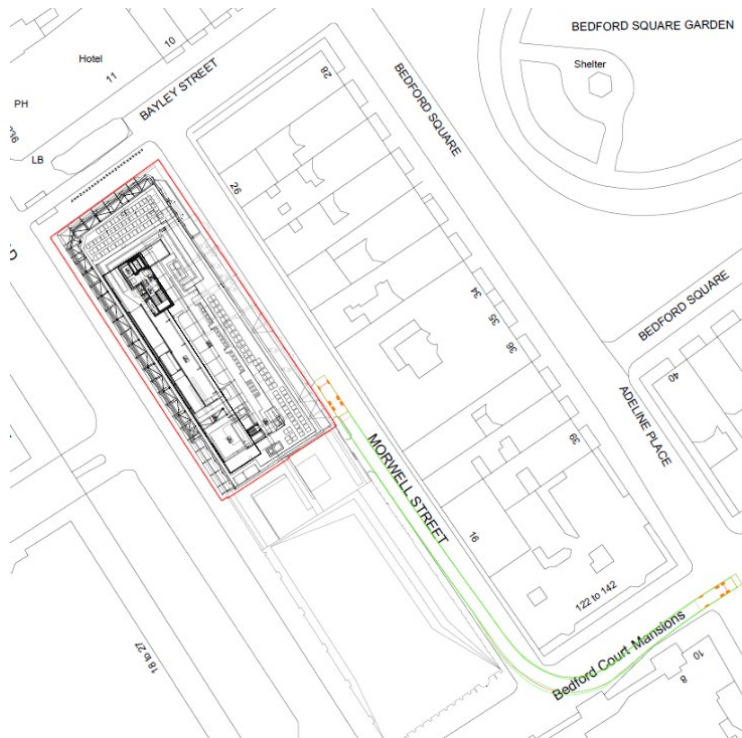 BEDFORD SQUARE GARDEN
10
Hotel
11
Shelter
PH
BAYLEY STREET
BEDFORD SQUARE
28
LB
26
34
35
36
BEDFORD SQUARE
40
ADELINE PLACE
39
MORWELL STREET
16
122 to 142
Bedford Court Mansions
10
8
18 to 27